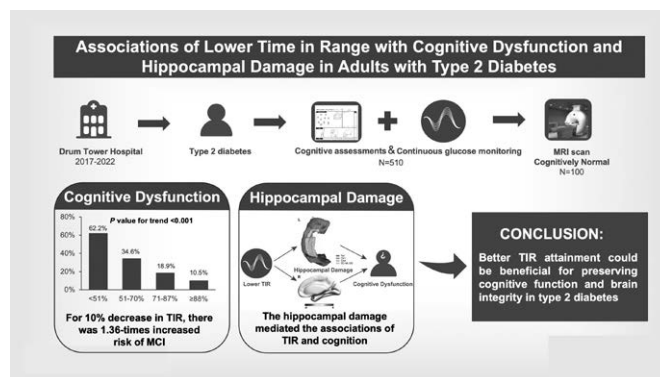 Associations of Lower Time in Range with Cognitive Dysfunction and
Hippocampal Damage in Adults with Type 2 Diabetes
Drum Tower Hospital
2017-2022
Type 2 diabetes
Cognitive assessments & Continuous glucose monitoring
N=510
MRI scan
Cognitively Normal
N=100
Cognitive Dysfunction
P value for trend <0.001
80%
60%
40%
20%
0%
62.2%
34.6%
18.9%
10.5%
<51%
51-70%
71-87%
≥88%
For 10% decrease in TIR, there
was 1.36-times increased
risk of MCI
Hippocampal Damage
Lower TIR
Hippocampal Damage
Cognitive Dysfunction
The hippocampal damage
mediated the associations of
TIR and cognition
CONCLUSION:
Better TIR attainment could
be beneficial for preserving
cognitive function and brain
integrity in type 2 diabetes